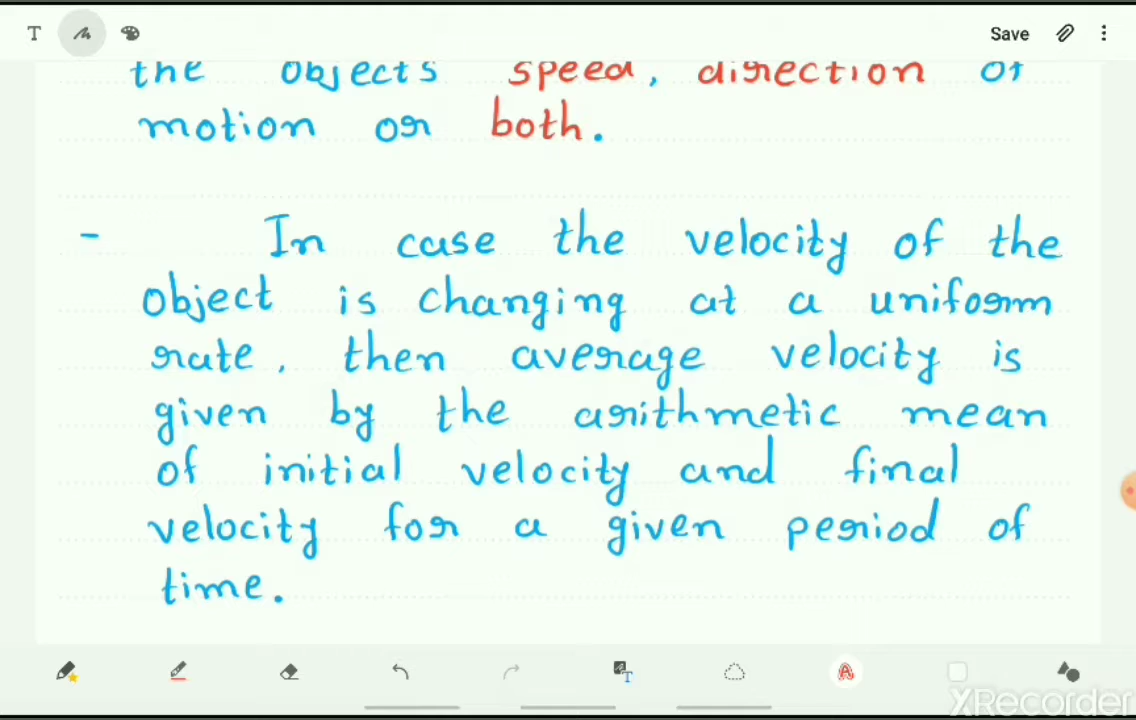 T
Save
the objects speed, direction of
motion or both.
- In case the velocity of the
object is changing at a uniform
rate, then average velocity is
given by the arithmetic mean
of initial velocity and final
velocity for a given period of
time.
XRecorder